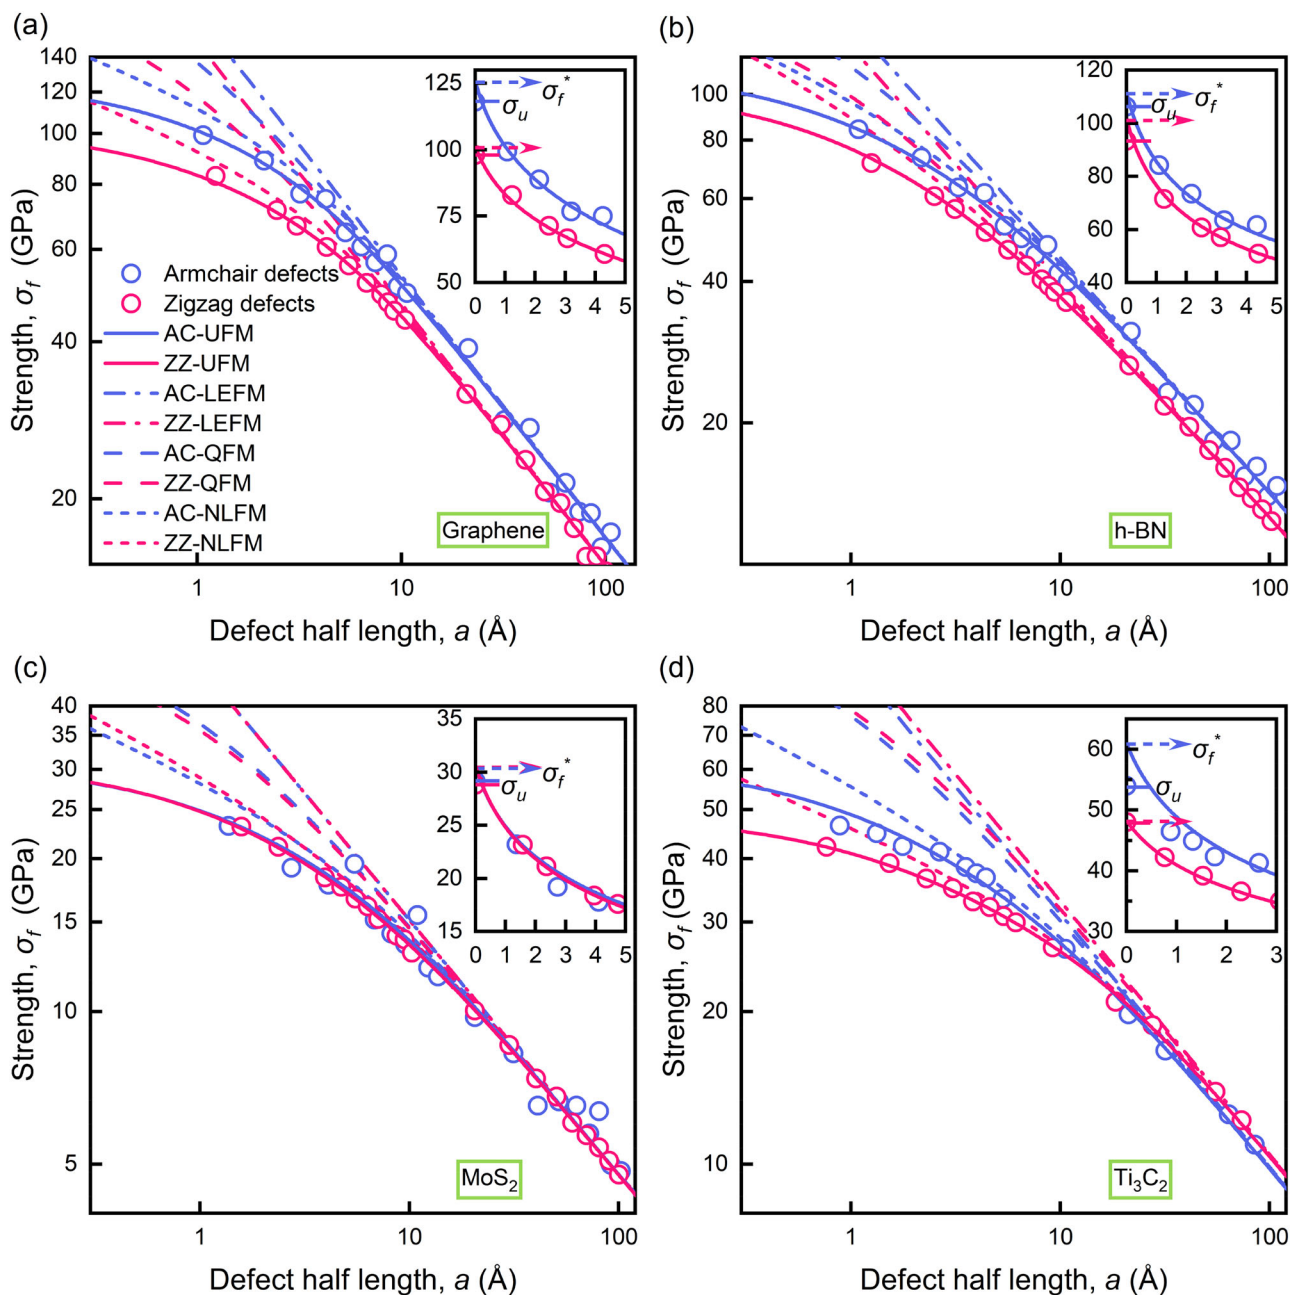 (a)
140
120
100
80
60
40
20
Strength, σf (GPa)
1
10
100
Defect half length, a (Å)
Armchair defects
Zigzag defects
AC-UFM
ZZ-UFM
AC-LEFM
ZZ-LEFM
AC-QFM
ZZ-QFM
AC-NLFM
ZZ-NLFM
Graphene
125
100
75
50
0 1 2 3 4 5
σf*
σu
(b)
100
80
60
40
20
Strength, σf (GPa)
1
10
100
Defect half length, a (Å)
h-BN
120
100
80
60
40
0 1 2 3 4 5
σf*
σu
(c)
40
35
30
25
20
15
10
5
Strength, σf (GPa)
1
10
100
Defect half length, a (Å)
MoS2
35
30
25
20
15
0 1 2 3 4 5
σf*
σu
(d)
80
70
60
50
40
30
20
10
Strength, σf (GPa)
1
10
100
Defect half length, a (Å)
Ti3C2
60
50
40
30
0 1 2 3
σf*
σu